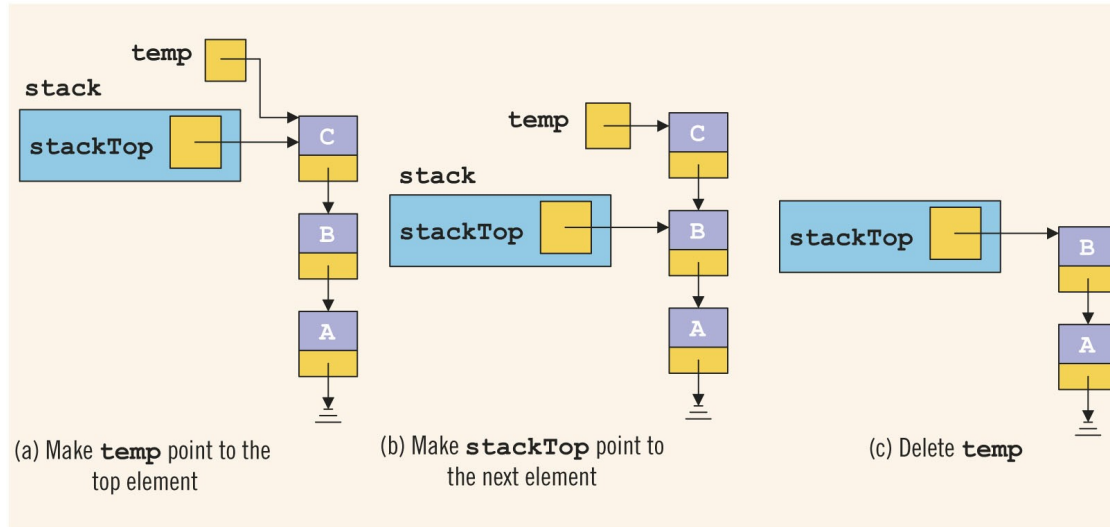 temp
stack
stackTop
C
B
A
(a) Make temp point to the
top element
temp
stack
stackTop
C
B
A
(b) Make stackTop point to
the next element
stackTop
B
A
(c) Delete temp